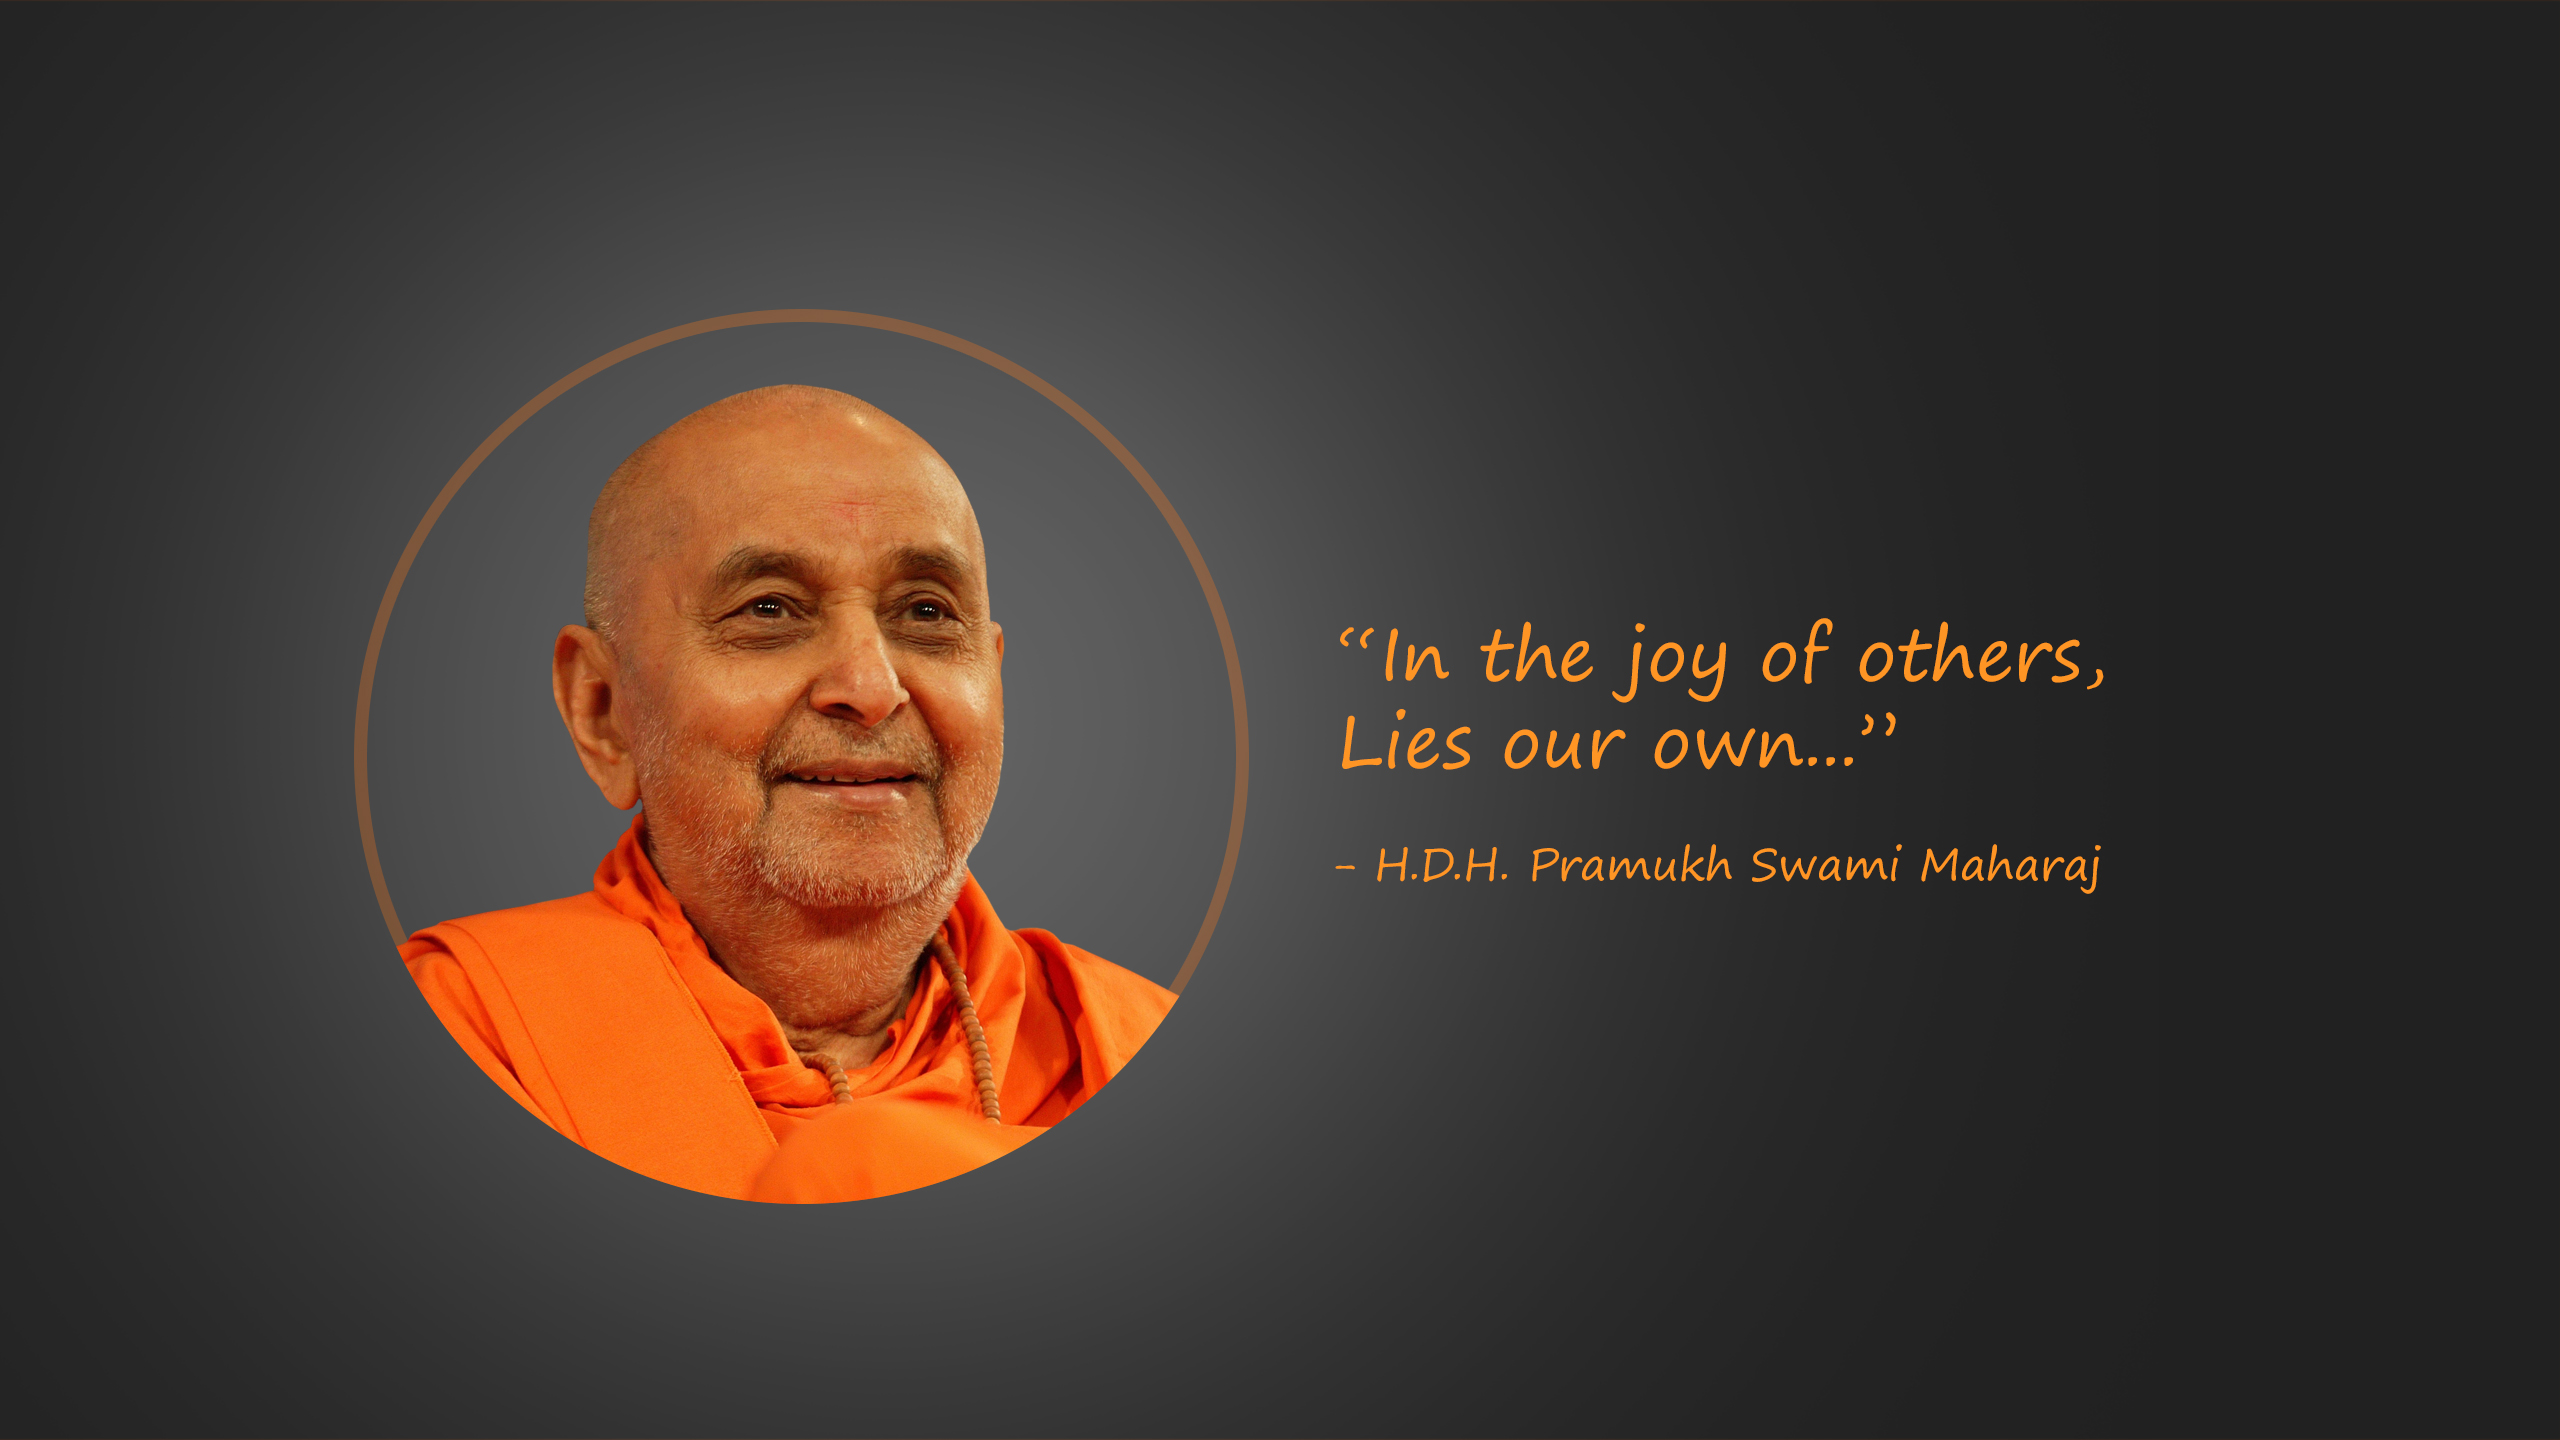 “In the joy of others,
Lies our own...”
- H.D.H. Pramukh Swami Maharaj